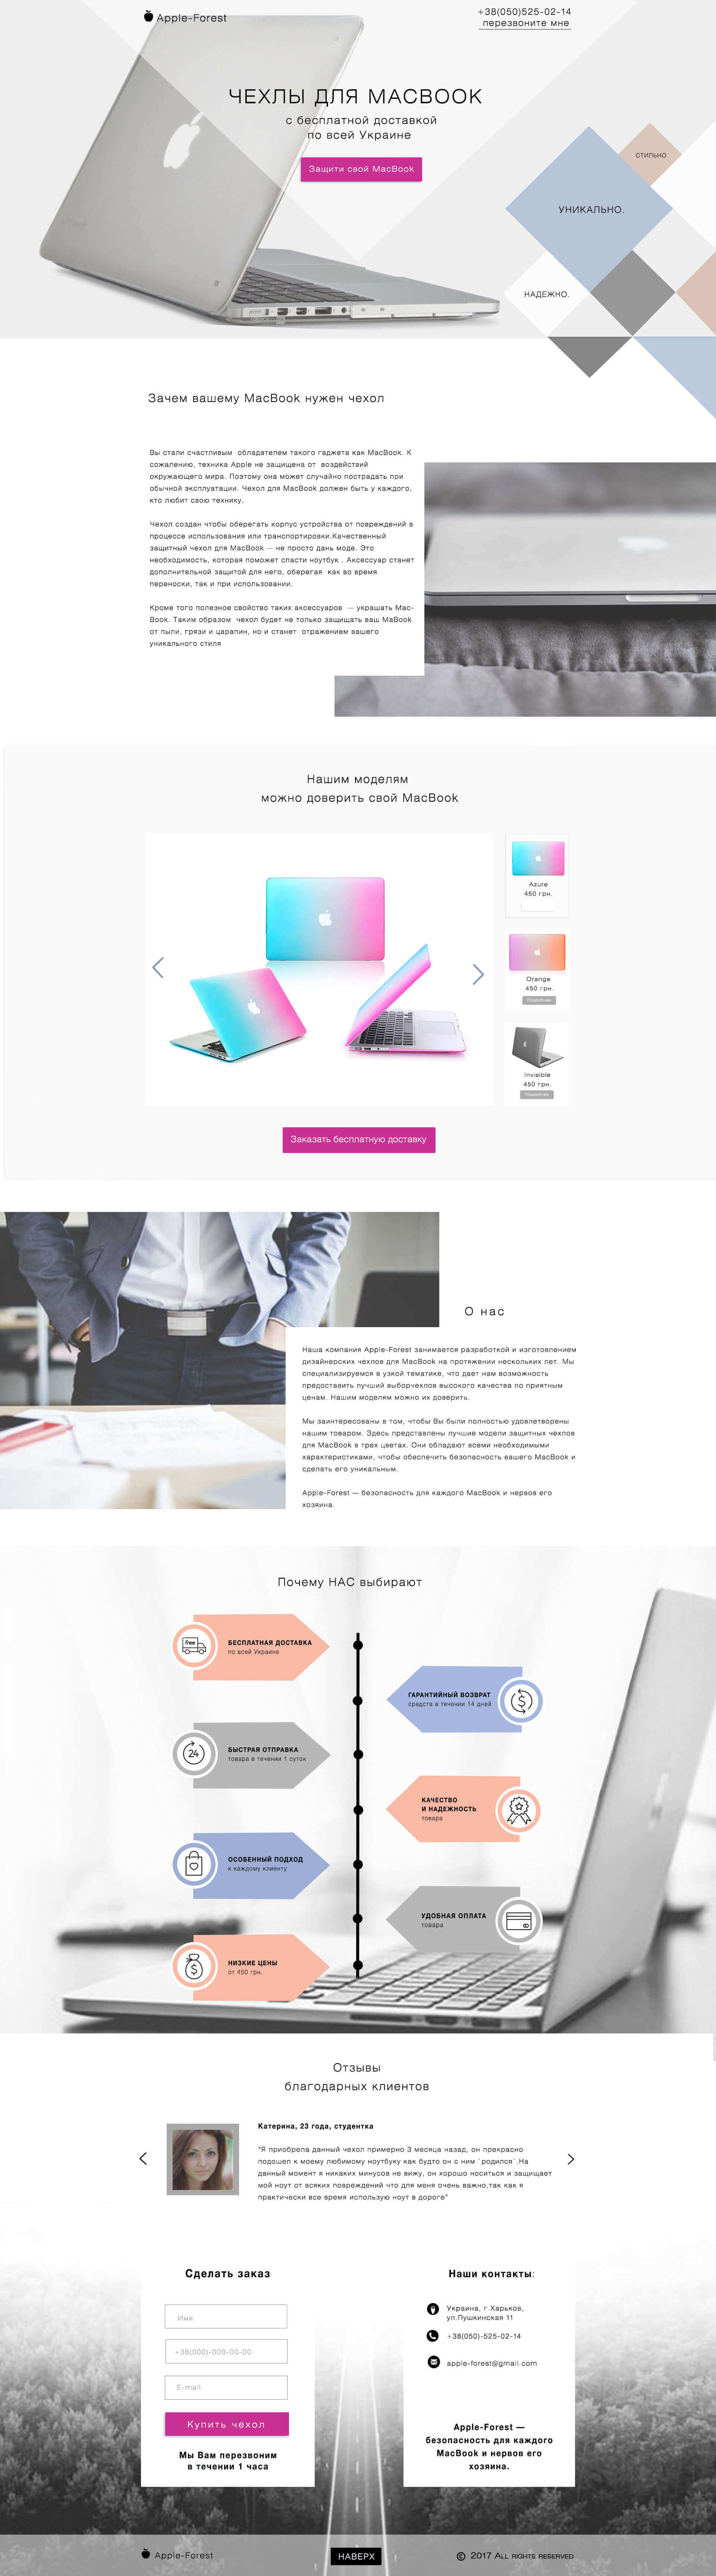 Apple-Forest
+38(050)525-02-14
перезвоните мне
ЧЕХЛЫ ДЛЯ MACBOOK
с бесплатной доставкой
по всей Украине
Защити свой MacBook
СТИЛЬНО.
УНИКАЛЬНО.
НАДЕЖНО.
Зачем вашему MacBook нужен чехол
Вы стали счастливым обладателем такого гаджета как MacBook. К
сожалению, техника Apple не защищена от воздействий
окружающего мира. Поэтому она может случайно пострадать при
обычной эксплуатации. Чехол для MacBook должен быть у каждого,
кто любит свою технику.
Чехол создан чтобы оберегать корпус устройства от повреждений в
процессе использования или транспортировки.Качественный
защитный чехол для MacBook — не просто дань моде. Это
необходимость, которая поможет спасти ноутбук . Аксессуар станет
дополнительной защитой для него, оберегая как во время
переноски, так и при использовании.
Кроме того полезное свойство таких аксессуаров — украшать Mac-
Book. Таким образом чехол будет не только защищать ваш MaBook
от пыли, грязи и царапин, но и станет отражением вашего
уникального стиля
Нашим моделям
можно доверить свой MacBook
Azure
450 грн.
Orange
450 грн.
Подробнее
Invisible
450 грн.
Подробнее
Заказать бесплатную доставку
О нас
Наша компания Apple-Forest занимается разработкой и изготовлением
дизайнерских чехлов для MacBook на протяжении нескольких лет. Мы
специализируемся в узкой тематике, что дает нам возможность
предоставить лучший выборчехлов высокого качества по приятным
ценам. Нашим моделям можно их доверить.
Мы заинтересованы в том, чтобы Вы были полностью удовлетворены
нашим товаром. Здесь представлены лучшие модели защитных чехлов
для MacBook в трех цветах. Они обладают всеми необходимыми
характеристиками, чтобы обеспечить безопасность вашего MacBook и
сделать его уникальным.
Apple-Forest — безопасность для каждого MacBook и нервов его
хозяина.
Почему НАС выбирают
free
БЕСПЛАТНАЯ ДОСТАВКА
по всей Украине
ГАРАНТИЙНЫЙ ВОЗВРАТ
средств в течении 14 дней
24
БЫСТРАЯ ОТПРАВКА
товара в течении 1 суток
КАЧЕСТВО
И НАДЕЖНОСТЬ
товара
ОСОБЕННЫЙ ПОДХОД
к каждому клиенту
УДОБНАЯ ОПЛАТА
товара
НИЗКИЕ ЦЕНЫ
от 450 грн.
Отзывы
благодарных клиентов
Катерина, 23 года, студентка
"Я приобрела данный чехол примерно 3 месяца назад, он прекрасно
подошел к моему любимому ноутбуку как будто он с ним `родился`.На
данный момент я никаких минусов не вижу, он хорошо носиться и защищает
мой ноут от всяких повреждений что для меня очень важно,так как я
практически все время использую ноут в дороге"
Сделать заказ
Имя
+38(000)-000-00-00
E-mail
Купить чехол
Мы Вам перезвоним
в течении 1 часа
Наши контакты:
Украина, г.Харьков,
ул.Пушкинская 11
+38(050)-525-02-14
apple-forest@gmail.com
Apple-Forest —
безопасность для каждого
MacBook и нервов его
хозяина.
Apple-Forest
НАВЕРХ
© 2017 ALL RIGHTS RESERVED